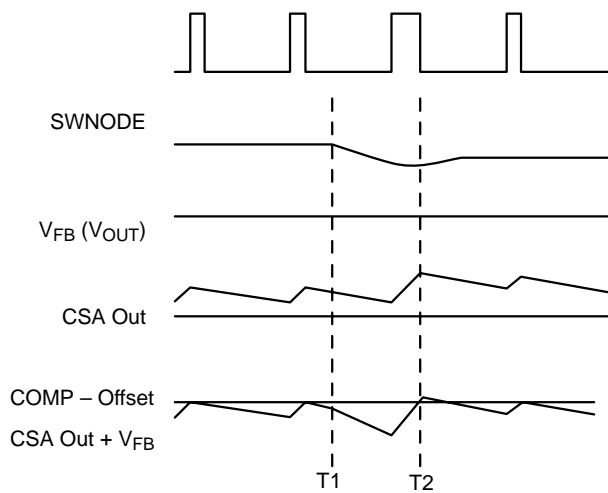 SWNODE
V_FB (V_OUT)
CSA Out
COMP – Offset
CSA Out + V_FB
T1 T2